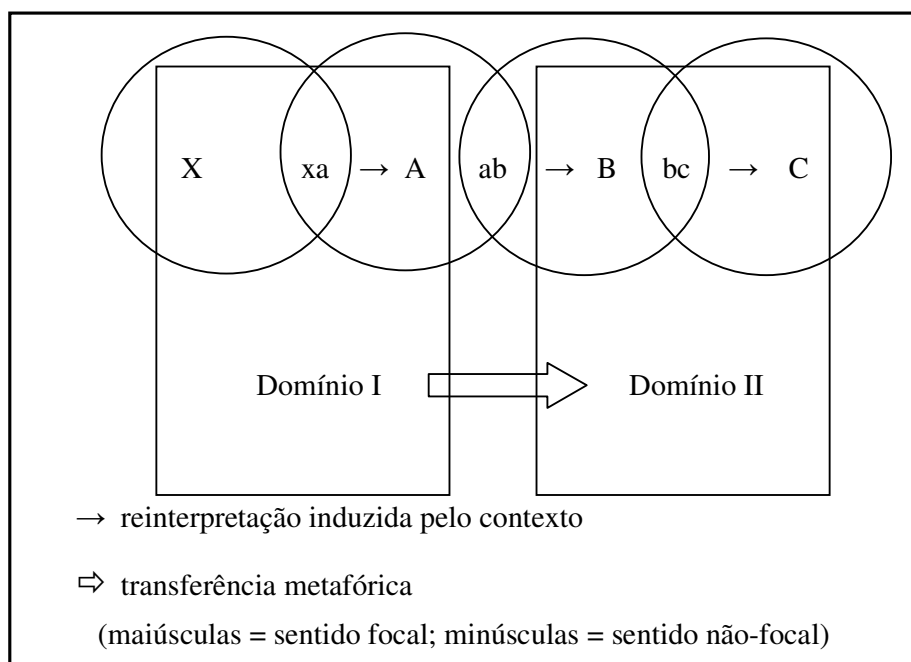 X xa → A ab → B bc → C
Domínio I Domínio II
→ reinterpretação induzida pelo contexto
⇨ transferência metafórica
(maiúsculas = sentido focal; minúsculas = sentido não-focal)